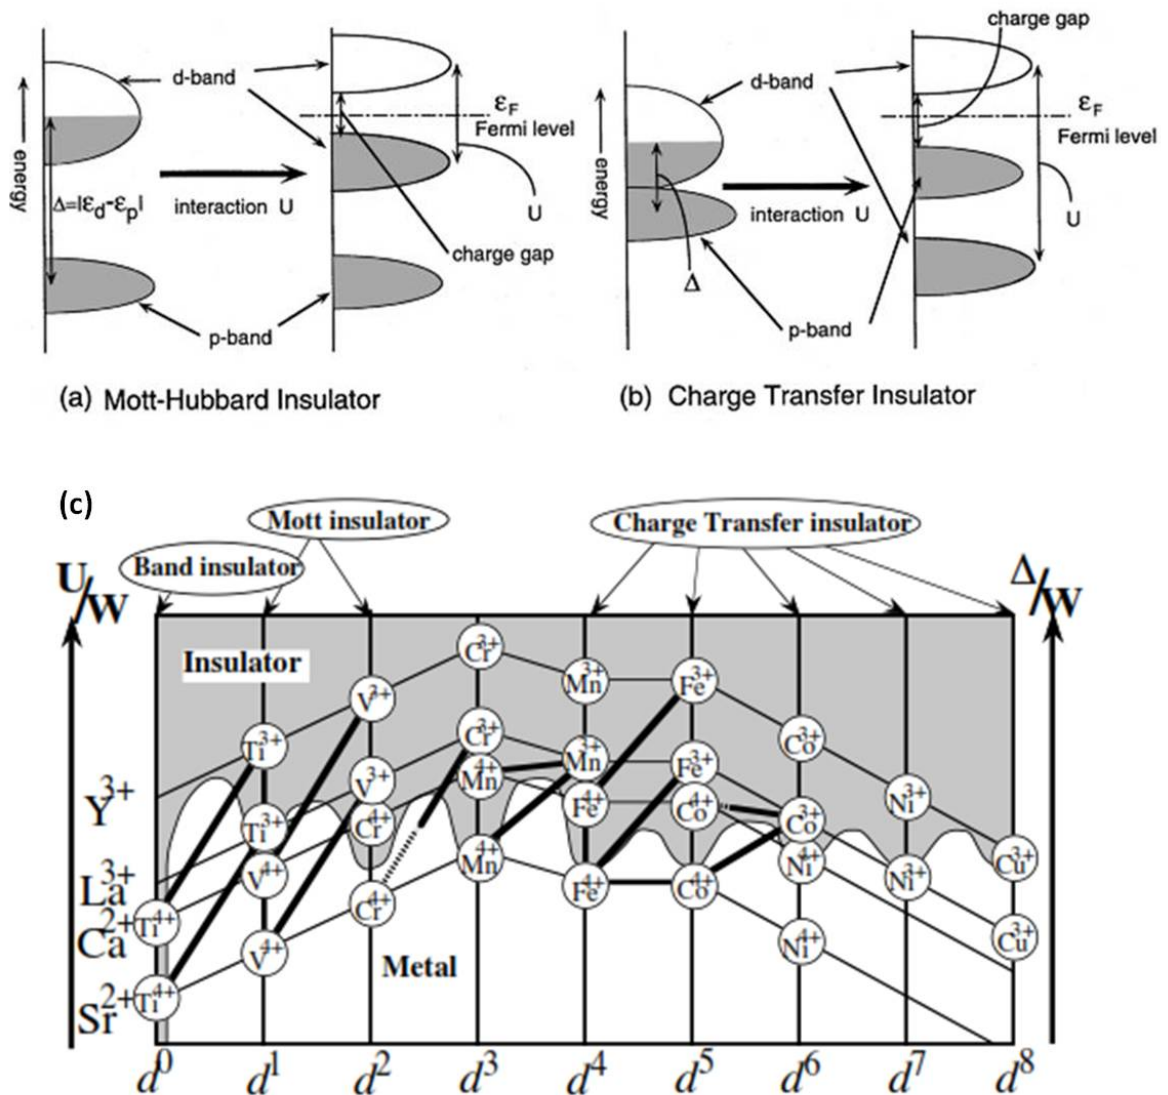 charge gap
d-band
εF
Fermi level
energy
Δ=|εd-εp|
interaction U
U
charge gap
p-band
(a) Mott-Hubbard Insulator
d-band
εF
Fermi level
energy
interaction U
U
Δ
p-band
(b) Charge Transfer Insulator
(c)
Mott insulator
Charge Transfer insulator
Band insulator
U/W
Δ/W
Insulator
Cr3+
Mn3+
Fe3+
V3+
Co3+
Ti3+
Cr3+
Mn3+
Fe3+
V3+
Mn4+
Y3+
Fe4+
Co4+
Ni3+
Ti3+
Cr4+
Co3+
La3+
V4+
Mn4+
Ni4+
Ni3+
Cu3+
Ca2+
Ti4+
Cr4+
Fe4+
Co4+
V4+
Ni4+
Cu3+
Metal
Sr2+
Ti4+
d0 d1 d2 d3 d4 d5 d6 d7 d8